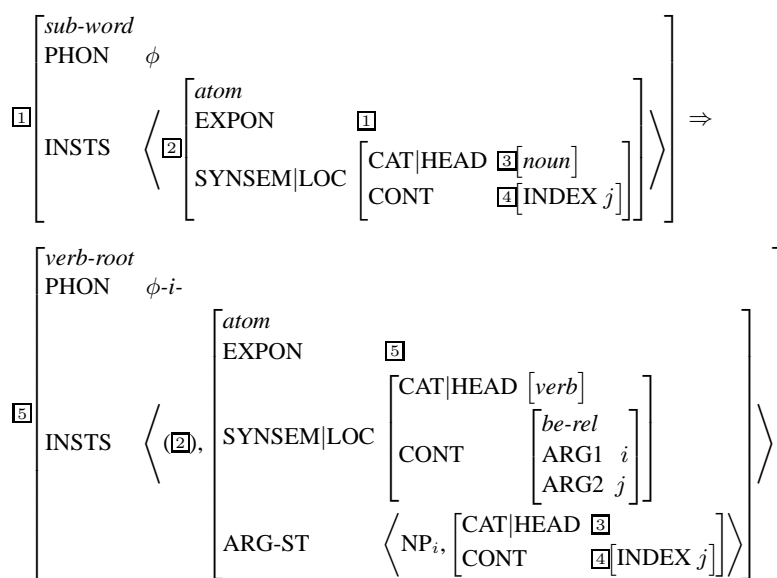 sub-word
PHON ϕ
1 INSTS ⟨ 2 [ atom
EXPON 1
SYNSEM|LOC [ CAT|HEAD 3 [noun]
CONT 4 [INDEX j] ] ] ⟩ ⇒
verb-root
PHON ϕ-i-
5 INSTS ⟨ (2), [ atom
EXPON 5
SYNSEM|LOC [ CAT|HEAD [verb]
CONT [ be-rel
ARG1 i
ARG2 j ] ]
ARG-ST ⟨ NPi, [ CAT|HEAD 3
CONT 4 [INDEX j] ] ⟩ ] ⟩